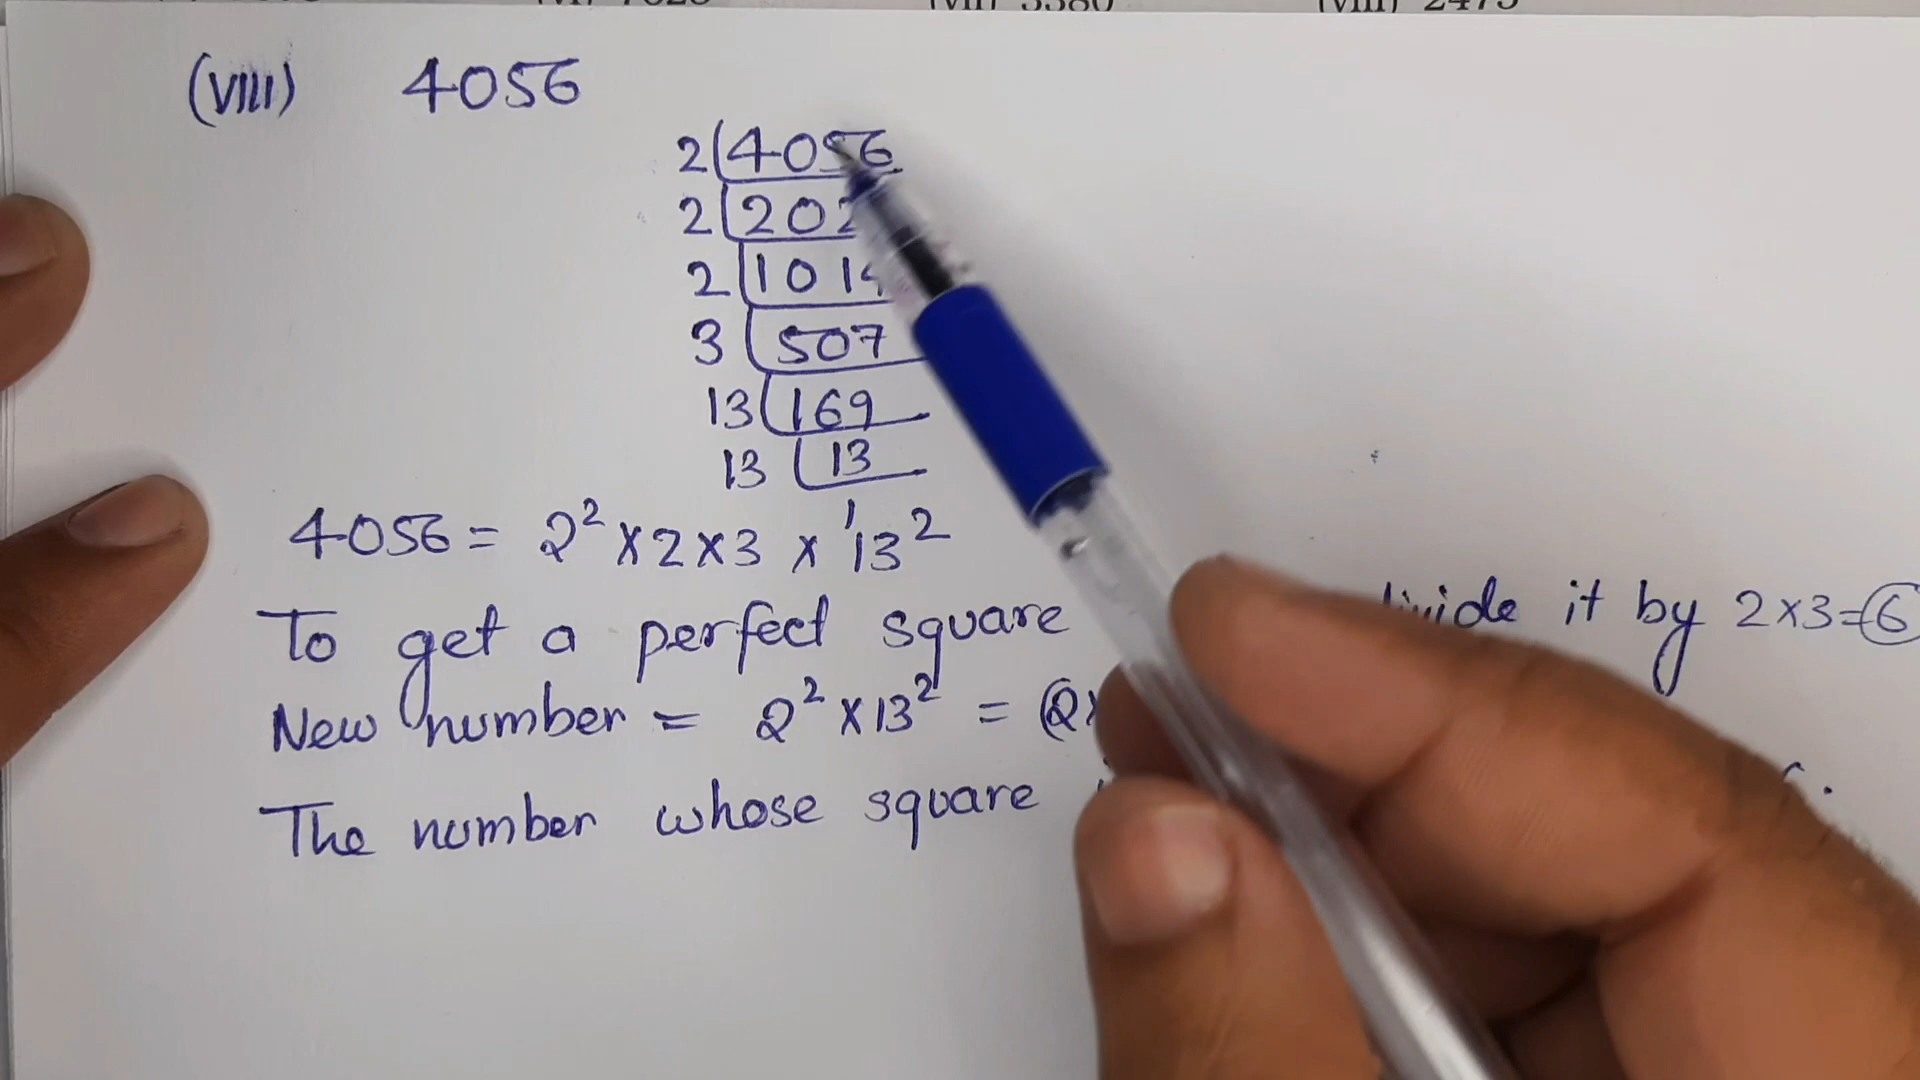 (VIII) 4056
2 4056
2 202
2 1014
3 507
13 169
13 13
4056 = 2² × 2 × 3 × 13²
To get a perfect square divide it by 2×3=6
New number = 2² × 13² = (2×
The number whose square